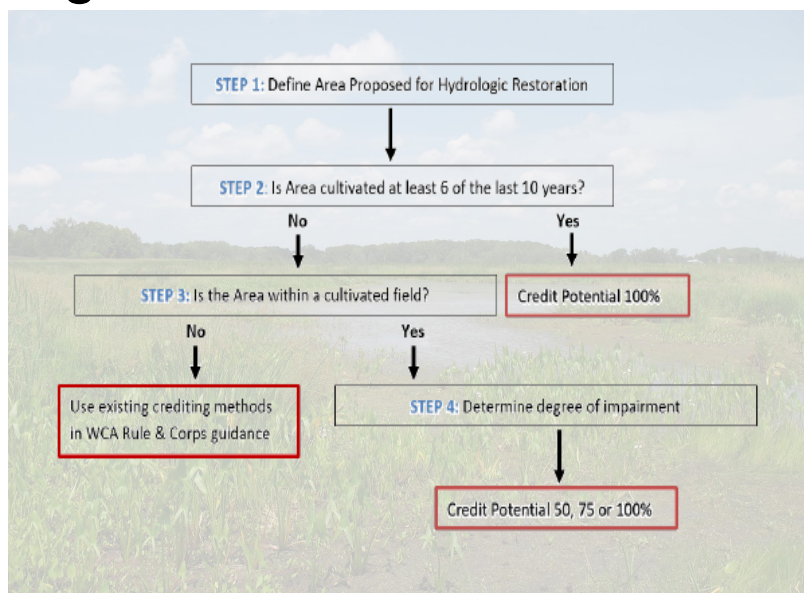 STEP 1: Define Area Proposed for Hydrologic Restoration
STEP 2: Is Area cultivated at least 6 of the last 10 years?
No
Yes
STEP 3: Is the Area within a cultivated field?
Credit Potential 100%
No
Yes
Use existing crediting methods
in WCA Rule & Corps guidance
STEP 4: Determine degree of impairment
Credit Potential 50, 75 or 100%